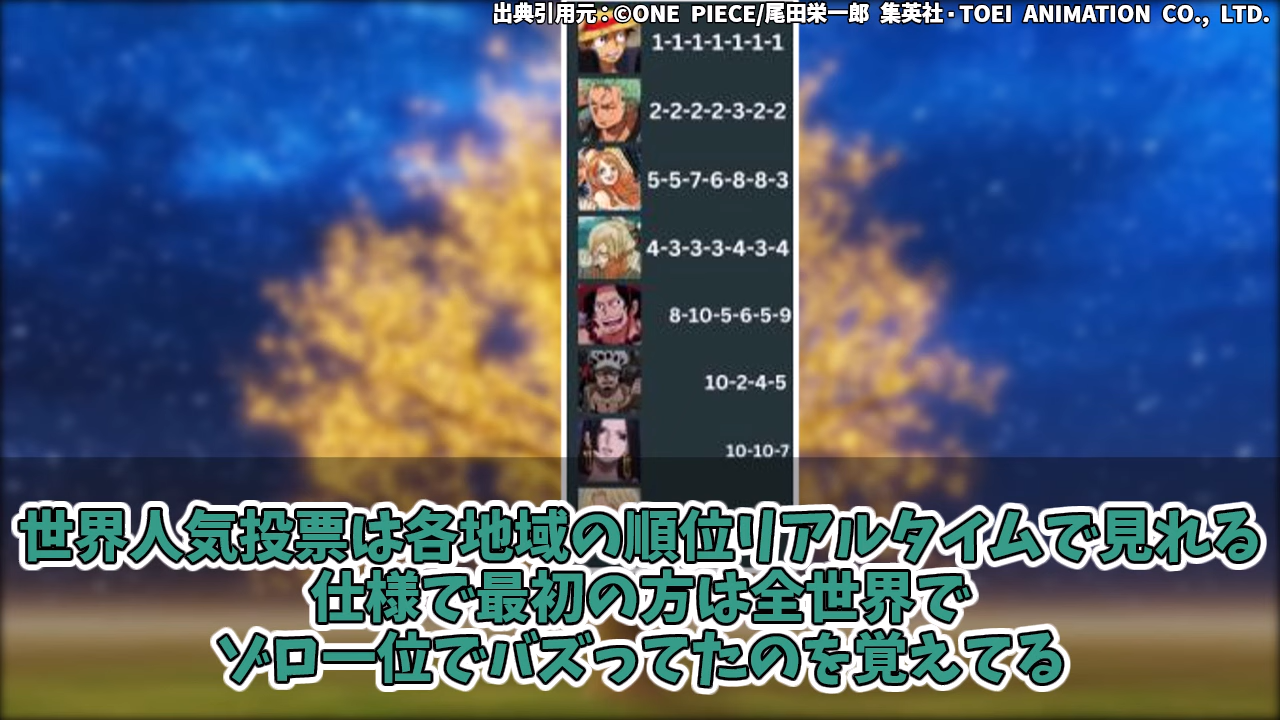 出典引用元：©ONE PIECE/尾田栄一郎 集英社・TOEI ANIMATION CO., LTD.
1-1-1-1-1-1-1
2-2-2-2-3-2-2
5-5-7-6-8-8-3
4-3-3-3-4-3-4
8-10-5-6-5-9
10-2-4-5
10-10-7
世界人気投票は各地域の順位リアルタイムで見れる
仕様で最初の方は全世界で
ゾロ一位でバズってたのを覚えてる